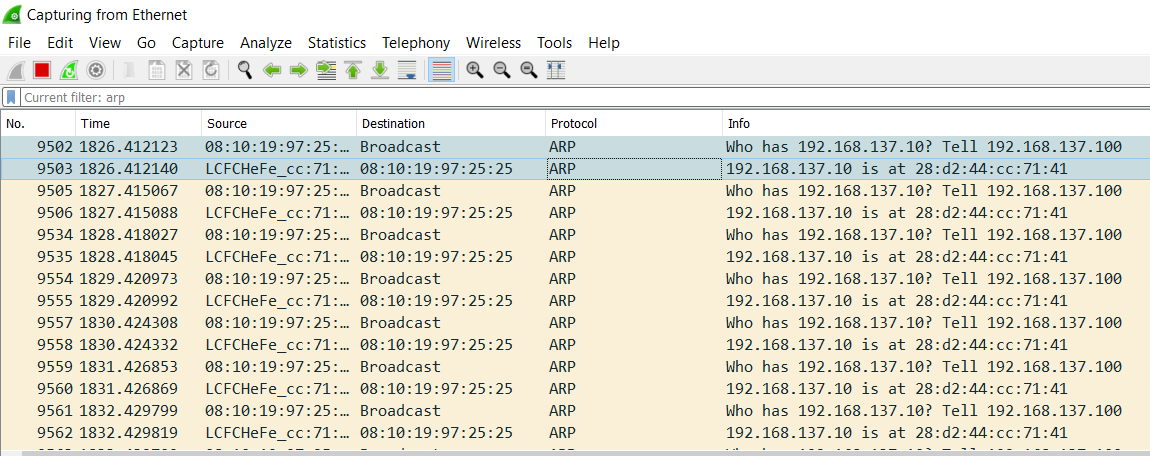 Capturing from Ethernet
File Edit View Go Capture Analyze Statistics Telephony Wireless Tools Help
Current filter: arp
No. Time Source Destination Protocol Info
9502 1826.412123 08:10:19:97:25:… Broadcast ARP Who has 192.168.137.10? Tell 192.168.137.100
9503 1826.412140 LCFCHeFe_cc:71:… 08:10:19:97:25:25 ARP 192.168.137.10 is at 28:d2:44:cc:71:41
9505 1827.415067 08:10:19:97:25:… Broadcast ARP Who has 192.168.137.10? Tell 192.168.137.100
9506 1827.415088 LCFCHeFe_cc:71:… 08:10:19:97:25:25 ARP 192.168.137.10 is at 28:d2:44:cc:71:41
9534 1828.418027 08:10:19:97:25:… Broadcast ARP Who has 192.168.137.10? Tell 192.168.137.100
9535 1828.418045 LCFCHeFe_cc:71:… 08:10:19:97:25:25 ARP 192.168.137.10 is at 28:d2:44:cc:71:41
9554 1829.420973 08:10:19:97:25:… Broadcast ARP Who has 192.168.137.10? Tell 192.168.137.100
9555 1829.420992 LCFCHeFe_cc:71:… 08:10:19:97:25:25 ARP 192.168.137.10 is at 28:d2:44:cc:71:41
9557 1830.424308 08:10:19:97:25:… Broadcast ARP Who has 192.168.137.10? Tell 192.168.137.100
9558 1830.424332 LCFCHeFe_cc:71:… 08:10:19:97:25:25 ARP 192.168.137.10 is at 28:d2:44:cc:71:41
9559 1831.426853 08:10:19:97:25:… Broadcast ARP Who has 192.168.137.10? Tell 192.168.137.100
9560 1831.426869 LCFCHeFe_cc:71:… 08:10:19:97:25:25 ARP 192.168.137.10 is at 28:d2:44:cc:71:41
9561 1832.429799 08:10:19:97:25:… Broadcast ARP Who has 192.168.137.10? Tell 192.168.137.100
9562 1832.429819 LCFCHeFe_cc:71:… 08:10:19:97:25:25 ARP 192.168.137.10 is at 28:d2:44:cc:71:41